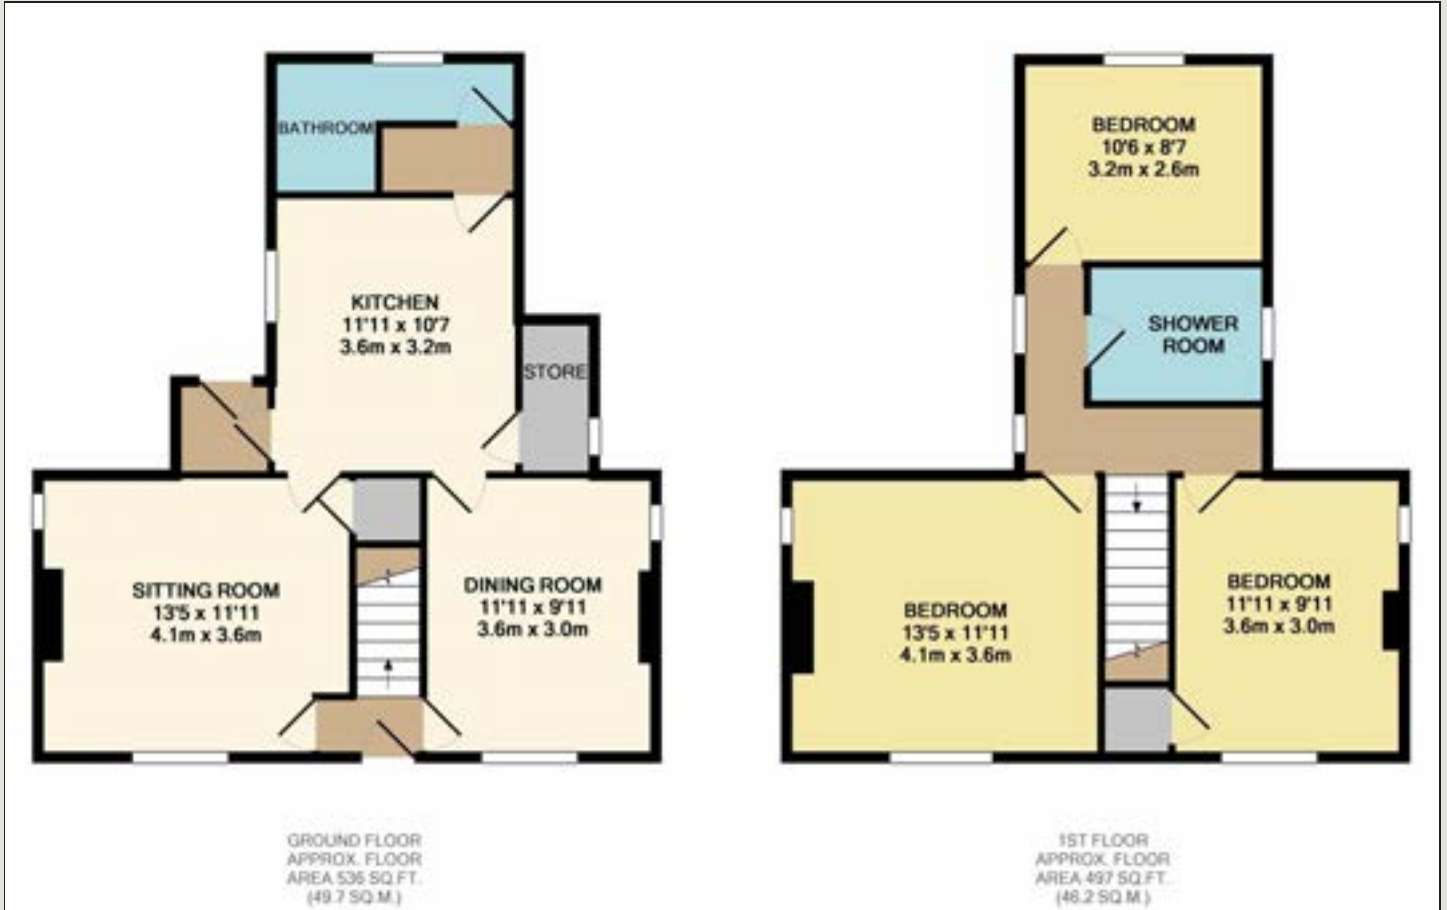 BATHROOM
KITCHEN
11'11 x 10'7
3.6m x 3.2m
STORE
SITTING ROOM
13'5 x 11'11
4.1m x 3.6m
DINING ROOM
11'11 x 9'11
3.6m x 3.0m
GROUND FLOOR
APPROX. FLOOR
AREA 536 SQ.FT.
(49.7 SQ.M.)
BEDROOM
10'6 x 8'7
3.2m x 2.6m
SHOWER
ROOM
BEDROOM
13'5 x 11'11
4.1m x 3.6m
BEDROOM
11'11 x 9'11
3.6m x 3.0m
1ST FLOOR
APPROX. FLOOR
AREA 497 SQ.FT.
(46.2 SQ.M.)